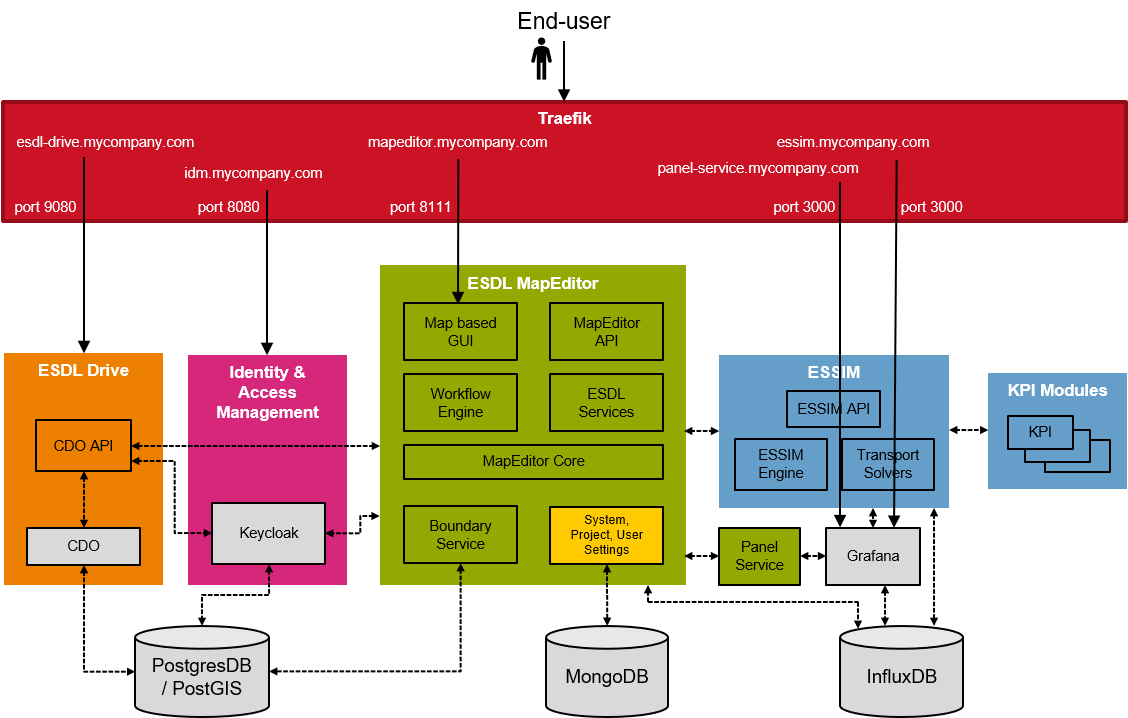 End-user
Traefik
esdl-drive.mycompany.com
mapeditor.mycompany.com
essim.mycompany.com
idm.mycompany.com
panel-service.mycompany.com
port 9080
port 8080
port 8111
port 3000
port 3000
ESDL Drive
CDO API
CDO
Identity &
Access
Management
Keycloak
ESDL MapEditor
Map based
GUI
MapEditor
API
Workflow
Engine
ESDL
Services
MapEditor Core
Boundary
Service
System,
Project, User
Settings
ESSIM
ESSIM API
ESSIM
Engine
Transport
Solvers
KPI Modules
KPI
Panel
Service
Grafana
PostgresDB
/ PostGIS
MongoDB
InfluxDB